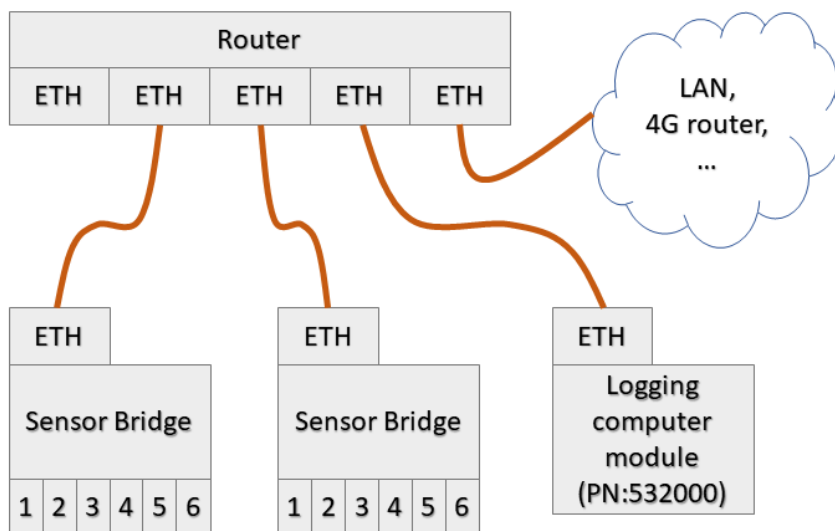 Router
ETH ETH ETH ETH ETH
LAN,
4G router,
...
ETH ETH ETH
Sensor Bridge Sensor Bridge
Logging
computer
module
(PN:532000)
1 2 3 4 5 6 1 2 3 4 5 6